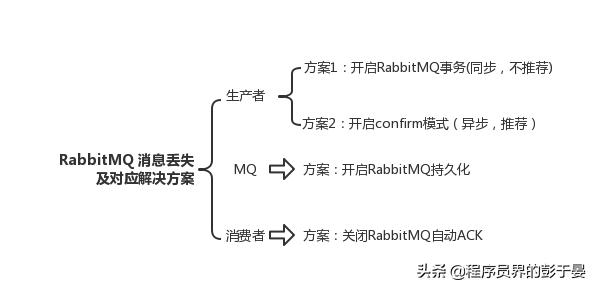 方案1：开启RabbitMQ事务(同步，不推荐)
生产者
方案2：开启confirm模式（异步，推荐）
RabbitMQ 消息丢失
及对应解决方案
MQ
方案：开启RabbitMQ持久化
消费者
方案：关闭RabbitMQ自动ACK
头条 @程序员界的彭于晏